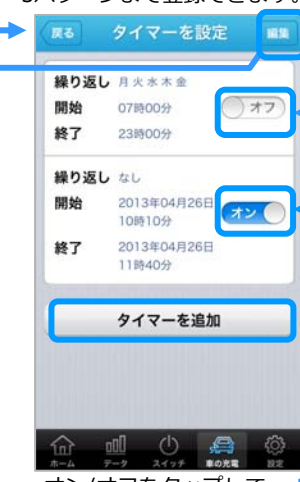 パターンまで登録できます。
戻る タイマーを設定 編集
繰り返し 月 火 水 木 金
開始 07時00分 オフ
終了 23時00分
繰り返し なし
開始 2013年04月26日 オン
10時10分
終了 2013年04月26日
11時40分
タイマーを追加
ホーム データ スイッチ 車の充電 設定
オン/オフをタップして